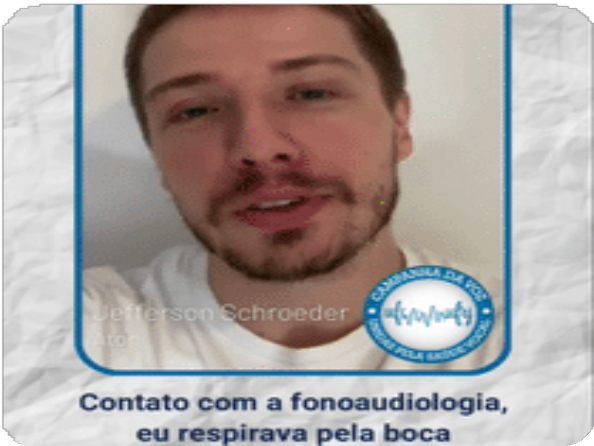 Jefferson Schroeder
Ator
CAMPANHA DA VOZ
Contato com a fonoaudiologia,
eu respirava pela boca